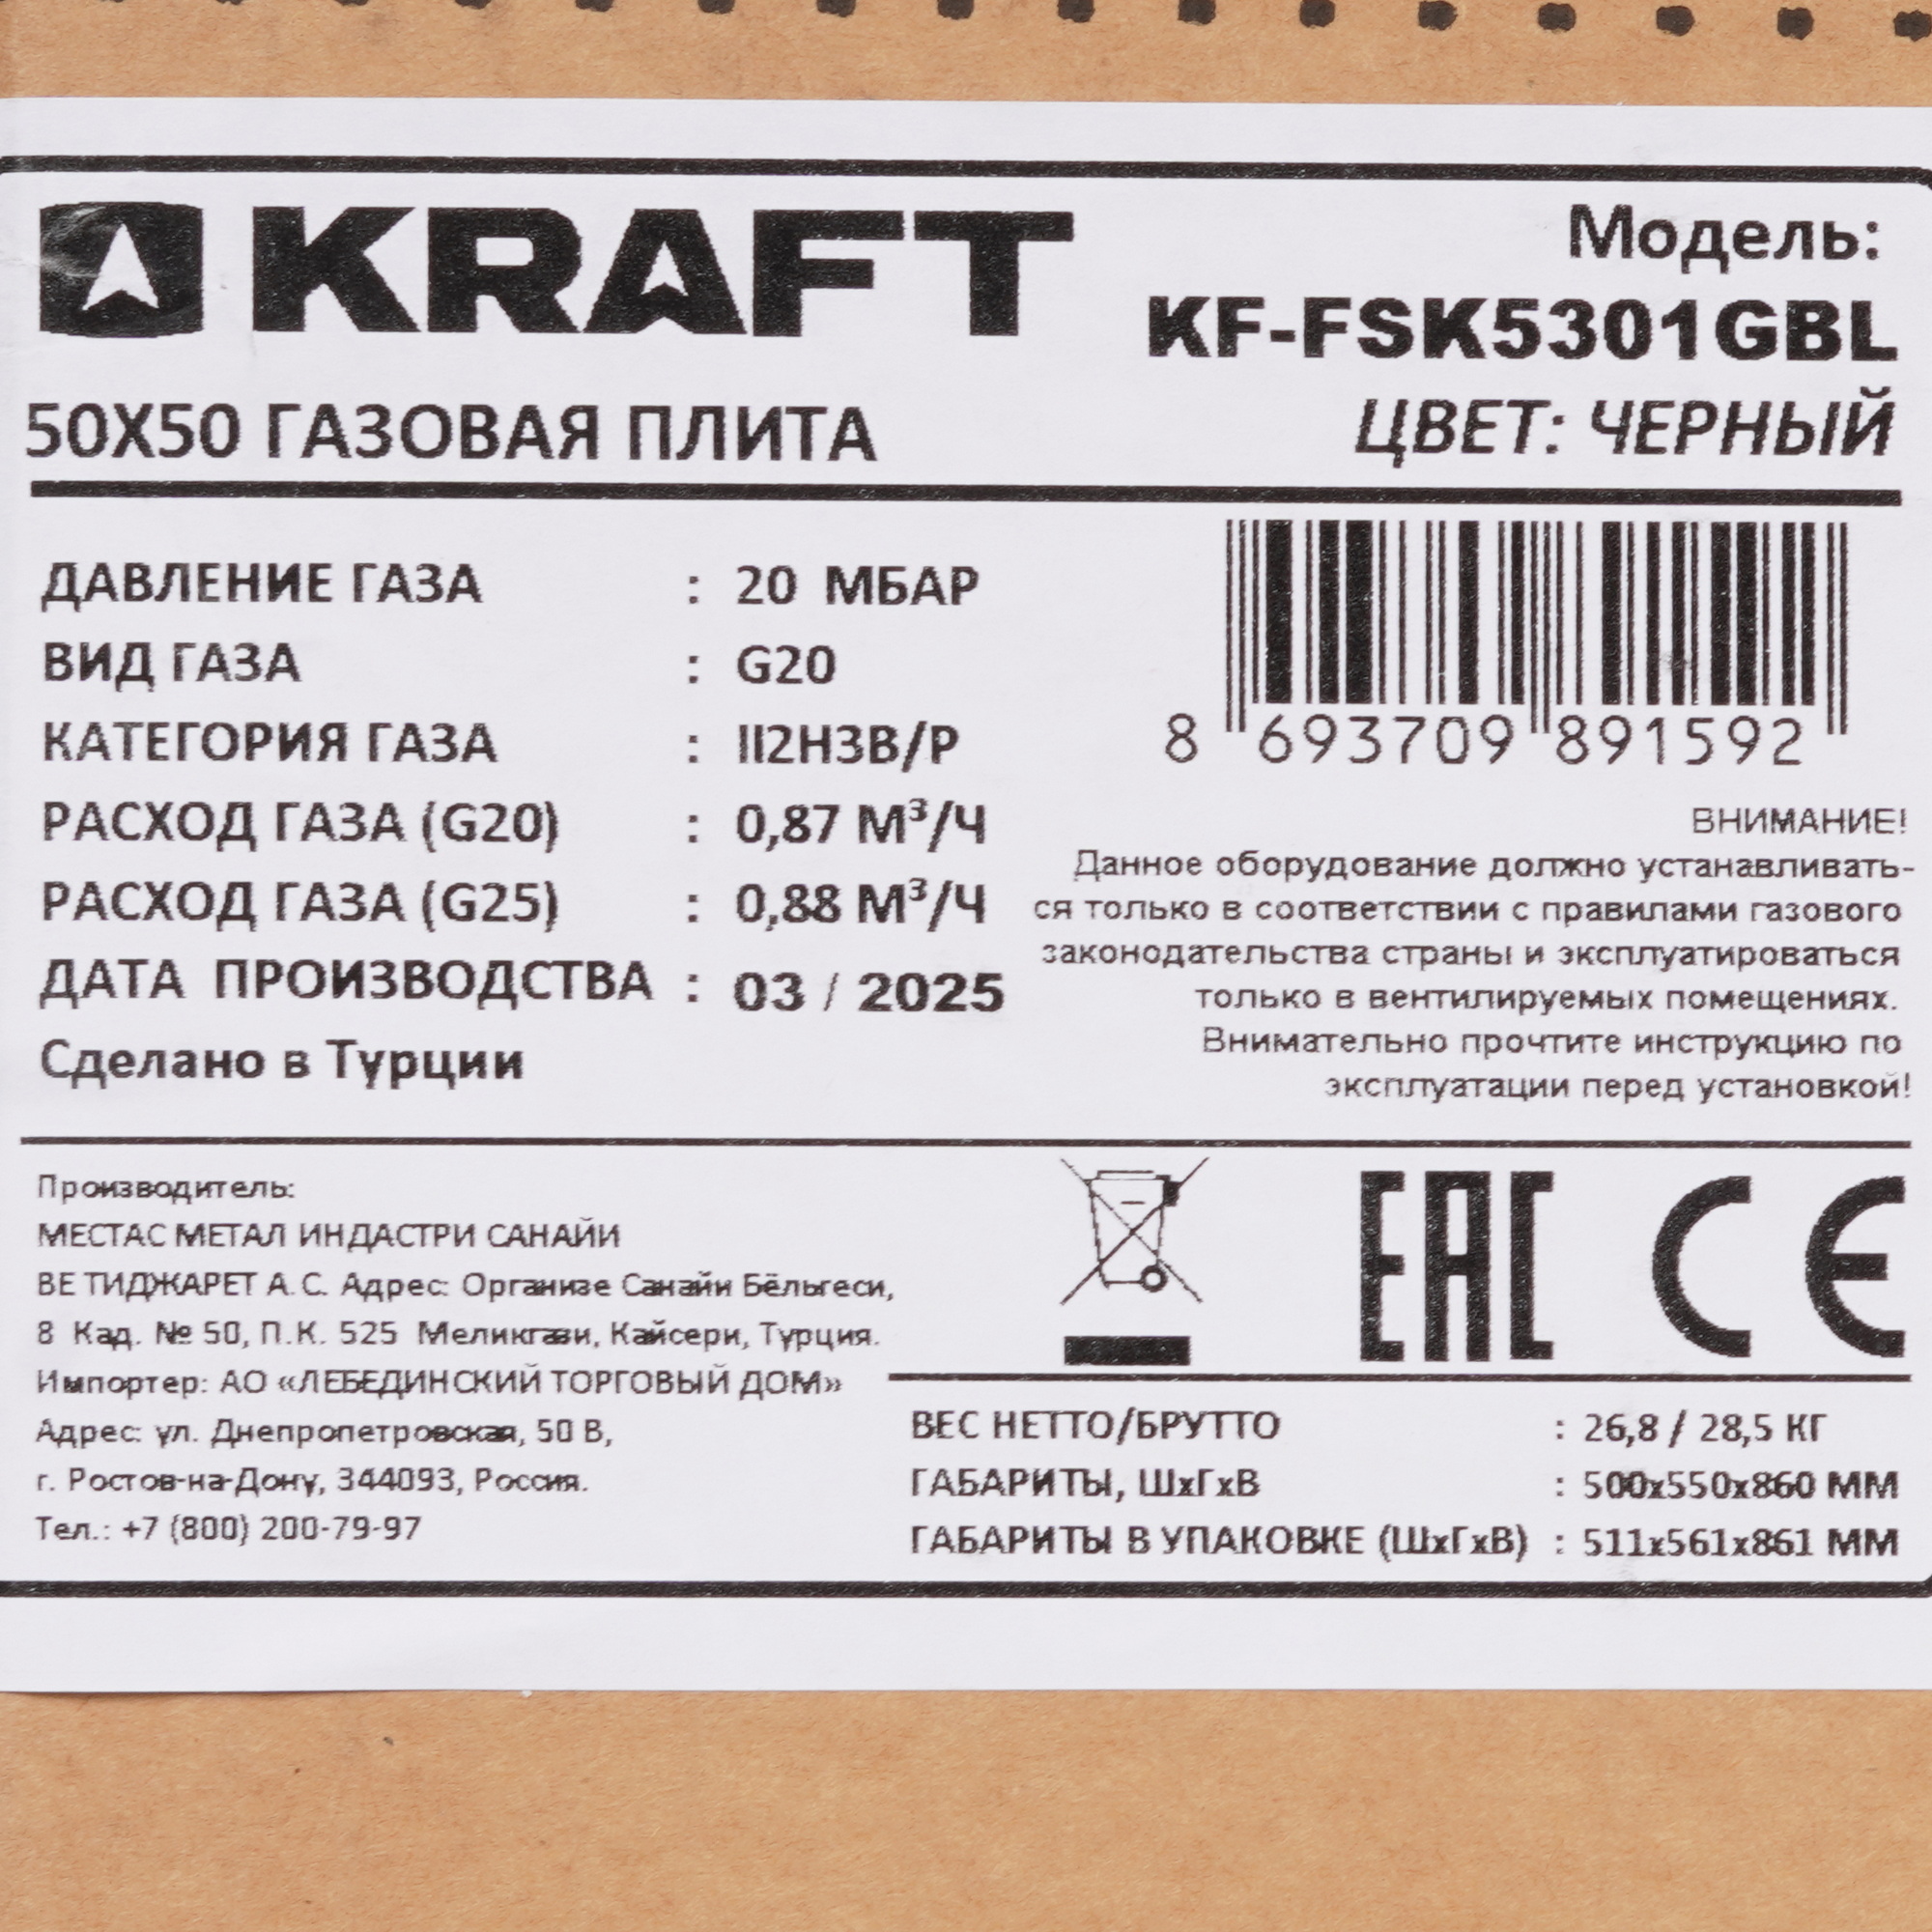 KRAFT
Модель:
KF-FSK5301GBL
50X50 ГАЗОВАЯ ПЛИТА
ЦВЕТ: ЧЕРНЫЙ
ДАВЛЕНИЕ ГАЗА : 20 МБАР
ВИД ГАЗА : G20
КАТЕГОРИЯ ГАЗА : II2H3B/P
РАСХОД ГАЗА (G20) : 0,87 М³/Ч
РАСХОД ГАЗА (G25) : 0,88 М³/Ч
ДАТА ПРОИЗВОДСТВА : 03 / 2025
Сделано в Турции
8 693709 891592
ВНИМАНИЕ!
Данное оборудование должно устанавливать-
ся только в соответствии с правилами газового
законодательства страны и эксплуатироваться
только в вентилируемых помещениях.
Внимательно прочтите инструкцию по
эксплуатации перед установкой!
Производитель:
МЕСТАС МЕТАЛ ИНДАСТРИ САНАЙИ
ВЕ ТИДЖАРЕТ А.С. Адрес: Организе Санайи Бёльгеси,
8 Кад. № 50, П.К. 525 Меликгази, Кайсери, Турция.
Импортер: АО «ЛЕБЕДИНСКИЙ ТОРГОВЫЙ ДОМ»
Адрес: ул. Днепропетровская, 50 В,
г. Ростов-на-Дону, 344093, Россия.
Тел.: +7 (800) 200-79-97
EAC CE
ВЕС НЕТТО/БРУТТО : 26,8 / 28,5 КГ
ГАБАРИТЫ, ШхГхВ : 500х550х860 ММ
ГАБАРИТЫ В УПАКОВКЕ (ШхГхВ) : 511х561х861 ММ